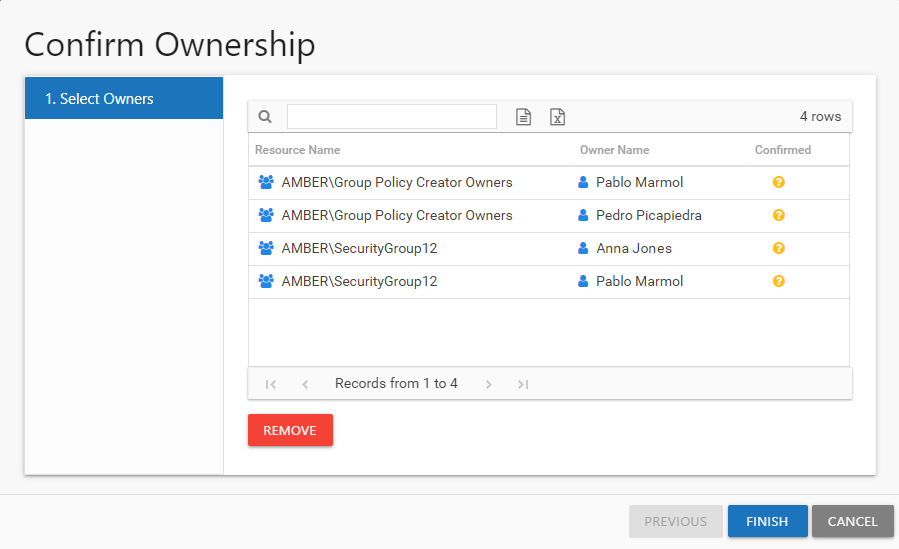 Confirm Ownership
1. Select Owners
4 rows
Resource Name Owner Name Confirmed
AMBER\Group Policy Creator Owners Pablo Marmol
AMBER\Group Policy Creator Owners Pedro Picapiedra
AMBER\SecurityGroup12 Anna Jones
AMBER\SecurityGroup12 Pablo Marmol
Records from 1 to 4
REMOVE
PREVIOUS FINISH CANCEL